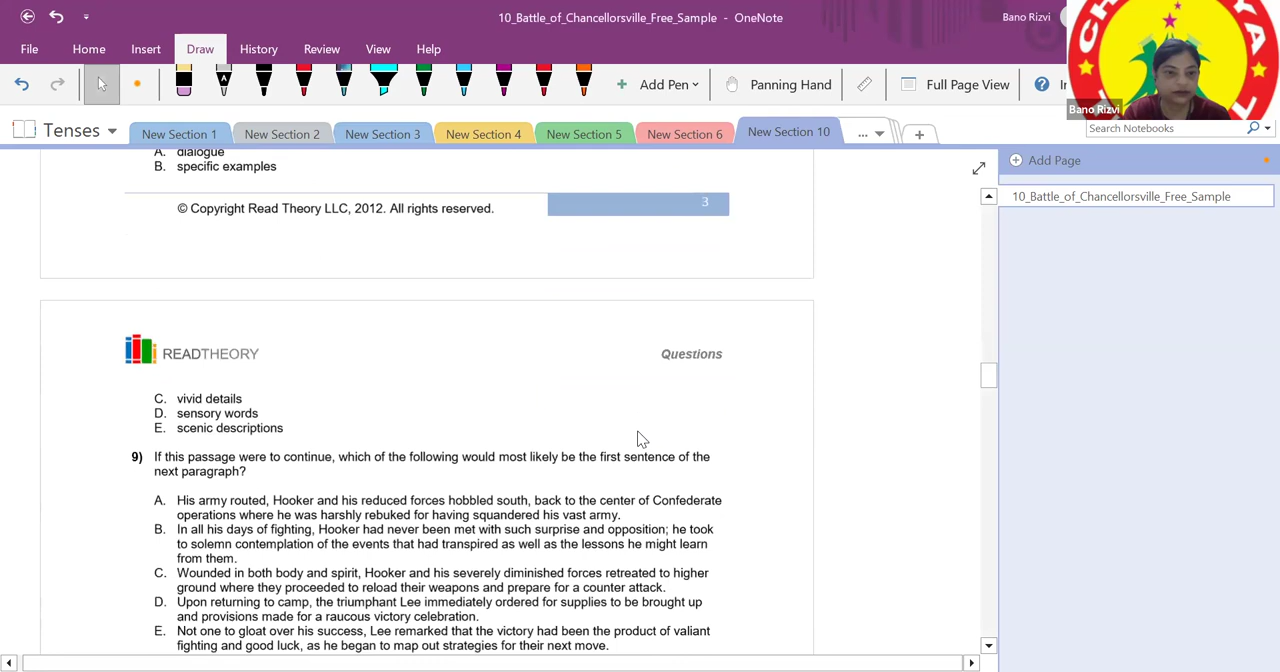 10_Battle_of_Chancellorsville_Free_Sample - OneNote
Bano Rizvi
File Home Insert Draw History Review View Help
Add Pen
Panning Hand
Full Page View
Bano Rizvi
Tenses
New Section 1
New Section 2
New Section 3
New Section 4
New Section 5
New Section 6
New Section 10
...
Search Notebooks
Add Page
10_Battle_of_Chancellorsville_Free_Sample
A. dialogue
B. specific examples
© Copyright Read Theory LLC, 2012. All rights reserved.
3
READTHEORY
Questions
C. vivid details
D. sensory words
E. scenic descriptions
9) If this passage were to continue, which of the following would most likely be the first sentence of the
next paragraph?
A. His army routed, Hooker and his reduced forces hobbled south, back to the center of Confederate
operations where he was harshly rebuked for having squandered his vast army.
B. In all his days of fighting, Hooker had never been met with such surprise and opposition; he took
to solemn contemplation of the events that had transpired as well as the lessons he might learn
from them.
C. Wounded in both body and spirit, Hooker and his severely diminished forces retreated to higher
ground where they proceeded to reload their weapons and prepare for a counter attack.
D. Upon returning to camp, the triumphant Lee immediately ordered for supplies to be brought up
and provisions made for a raucous victory celebration.
E. Not one to gloat over his success, Lee remarked that the victory had been the product of valiant
fighting and good luck, as he began to map out strategies for their next move.